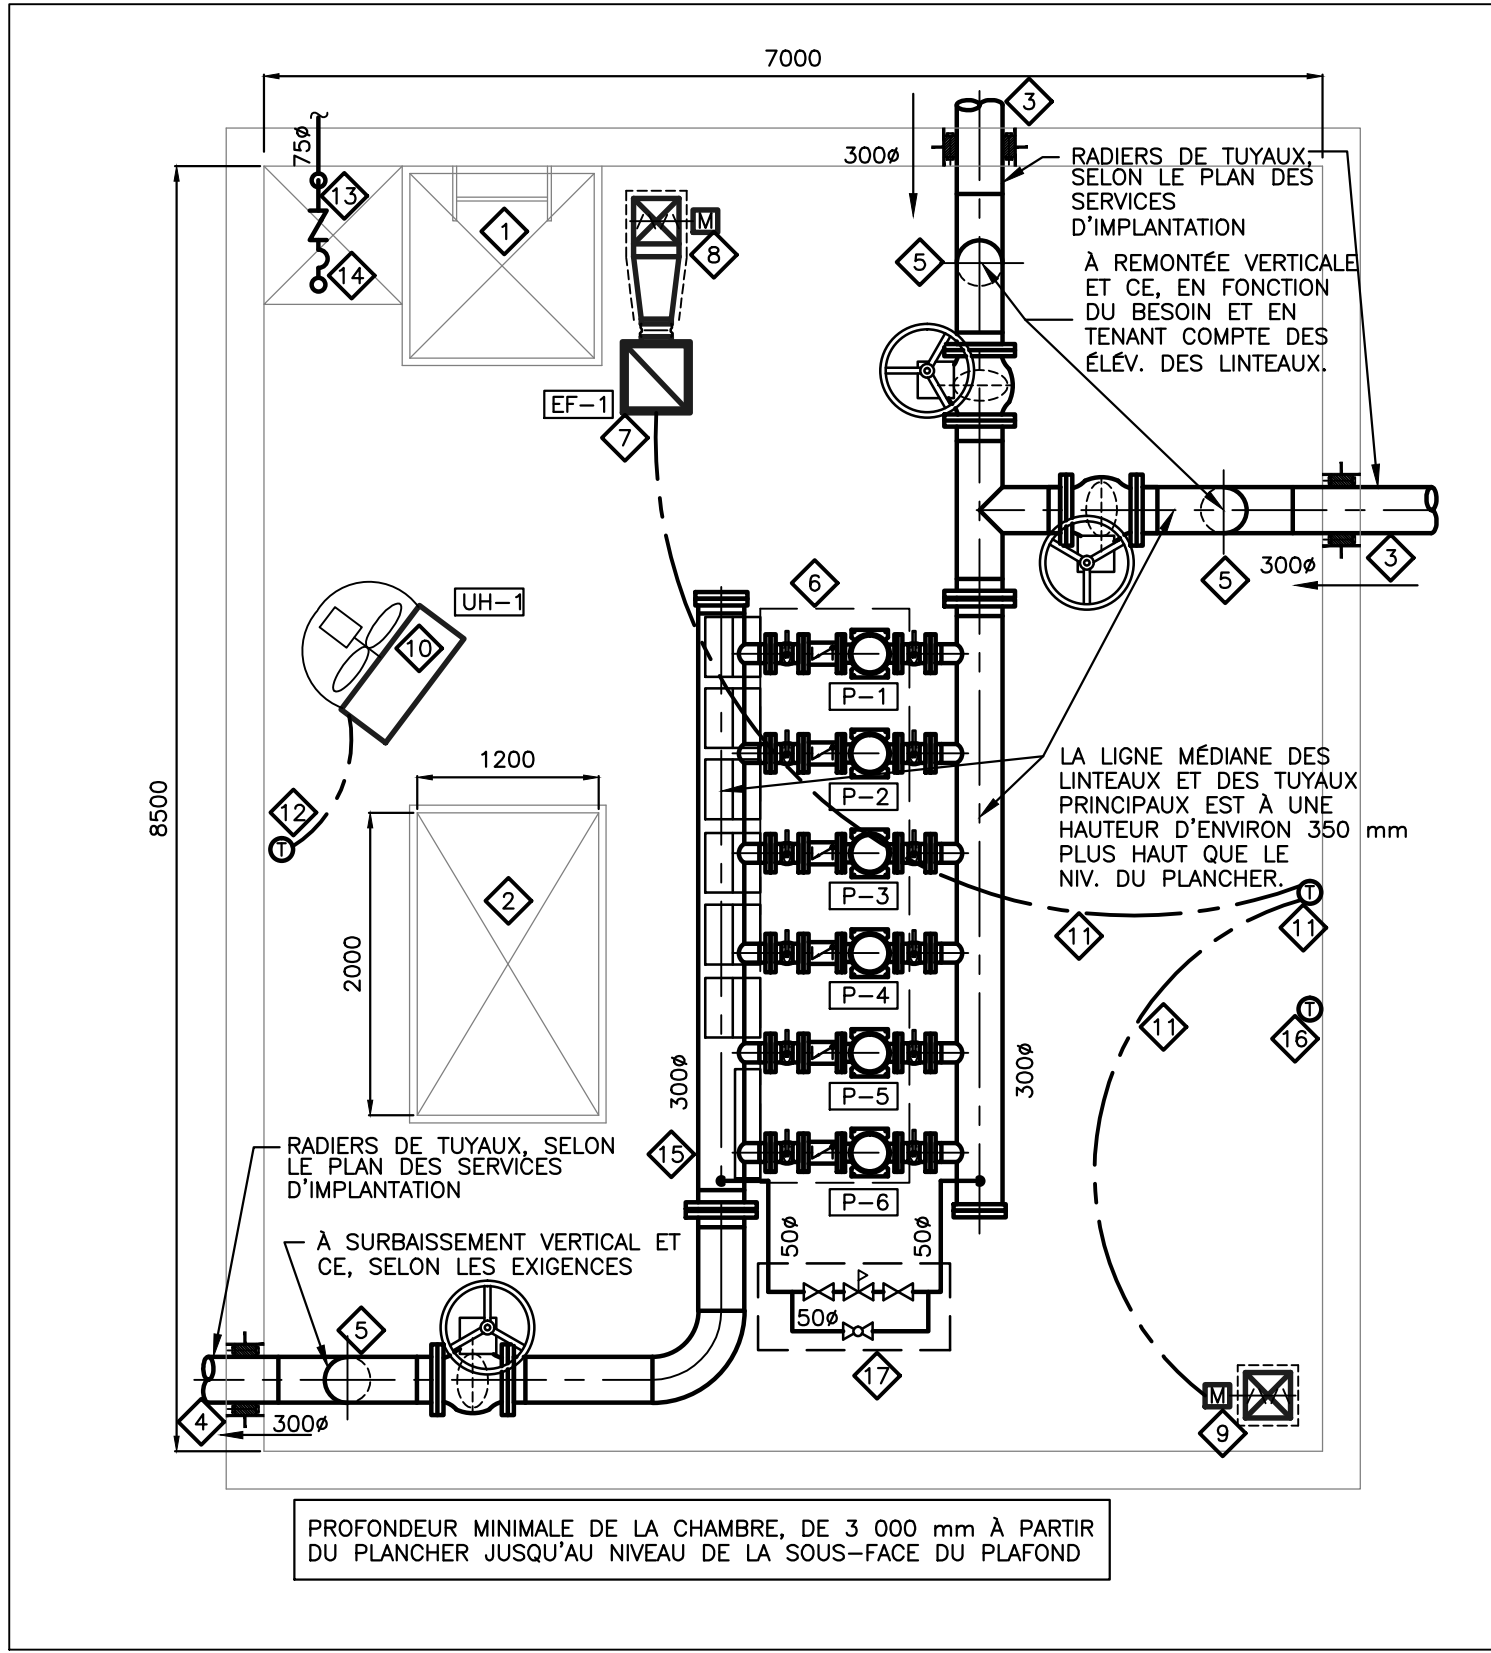 7000
3
75ø
300ø
RADIERS DE TUYAUX,
SELON LE PLAN DES
SERVICES
D'IMPLANTATION
13
1
M
8
5
14
À REMONTÉE VERTICALE
ET CE, EN FONCTION
DU BESOIN ET EN
TENANT COMPTE DES
ÉLÉV. DES LINTEAUX.
EF-1
7
3
300ø
5
6
UH-1
10
P-1
1200
LA LIGNE MÉDIANE DES
LINTEAUX ET DES TUYAUX
PRINCIPAUX EST À UNE
HAUTEUR D'ENVIRON 350 mm
PLUS HAUT QUE LE
NIV. DU PLANCHER.
P-2
8500
12
T
P-3
2
T
11
11
2000
P-4
T
11
16
300ø
300ø
P-5
RADIERS DE TUYAUX, SELON
LE PLAN DES SERVICES
D'IMPLANTATION
15
P-6
50ø
50ø
À SURBAISSEMENT VERTICAL ET
CE, SELON LES EXIGENCES
50ø
5
17
M
9
4
300ø
PROFONDEUR MINIMALE DE LA CHAMBRE, DE 3 000 mm À PARTIR
DU PLANCHER JUSQU'AU NIVEAU DE LA SOUS-FACE DU PLAFOND